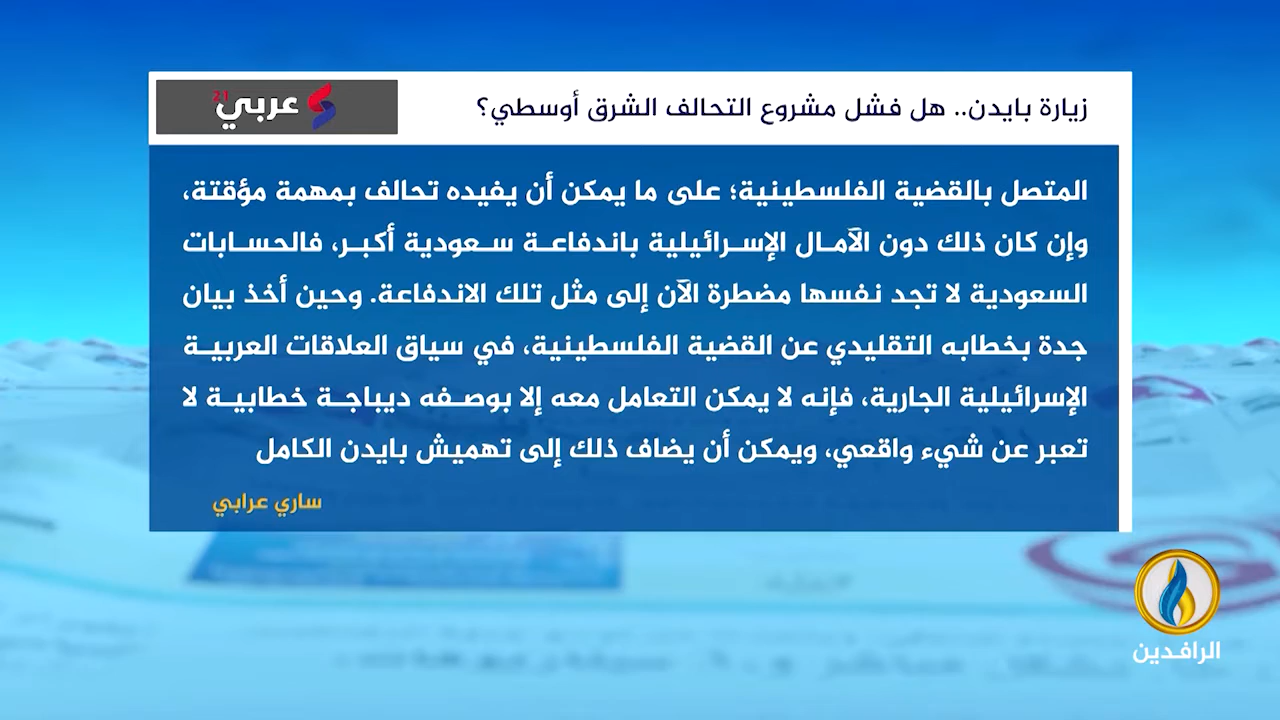 زيارة بايدن.. هل فشل مشروع التحالف الشرق أوسطي؟
عربي 21
المتصل بالقضية الفلسطينية؛ على ما يمكن أن يفيده تحالف بمهمة مؤقتة،
وإن كان ذلك دون الآمال الإسرائيلية باندفاعة سعودية أكبر، فالحسابات
السعودية لا تجد نفسها مضطرة الآن إلى مثل تلك الاندفاعة. وحين أخذ بيان
جدة بخطابه التقليدي عن القضية الفلسطينية، في سياق العلاقات العربية
الإسرائيلية الجارية، فإنه لا يمكن التعامل معه إلا بوصفه ديباجة خطابية لا
تعبر عن شيء واقعي، ويمكن أن يضاف ذلك إلى تهميش بايدن الكامل
ساري عرابي
الرافدين